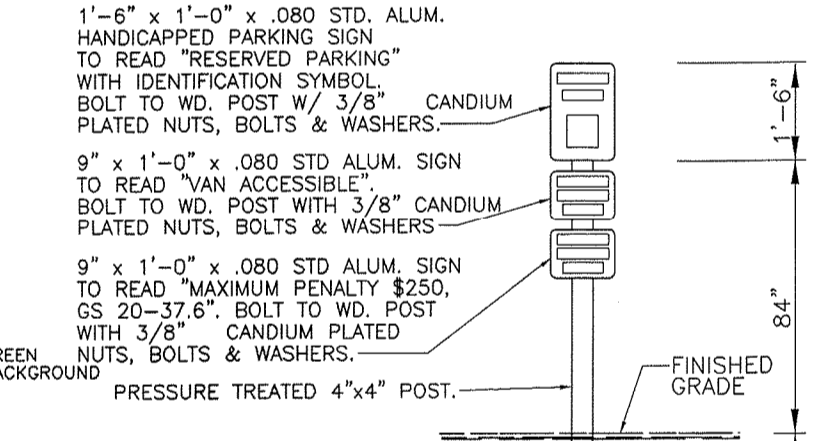 1'-6" x 1'-0" x .080 STD. ALUM.
HANDICAPPED PARKING SIGN
TO READ "RESERVED PARKING"
WITH IDENTIFICATION SYMBOL.
BOLT TO WD. POST W/ 3/8" CANDIUM
PLATED NUTS, BOLTS & WASHERS.
9" x 1'-0" x .080 STD ALUM. SIGN
TO READ "VAN ACCESSIBLE".
BOLT TO WD. POST WITH 3/8" CANDIUM
PLATED NUTS, BOLTS & WASHERS
9" x 1'-0" x .080 STD ALUM. SIGN
TO READ "MAXIMUM PENALTY $250,
GS 20-37.6". BOLT TO WD. POST
WITH 3/8" CANDIUM PLATED
NUTS, BOLTS & WASHERS.
REEN
ACKGROUND
PRESSURE TREATED 4"x4" POST.
1'-6"
84"
FINISHED
GRADE